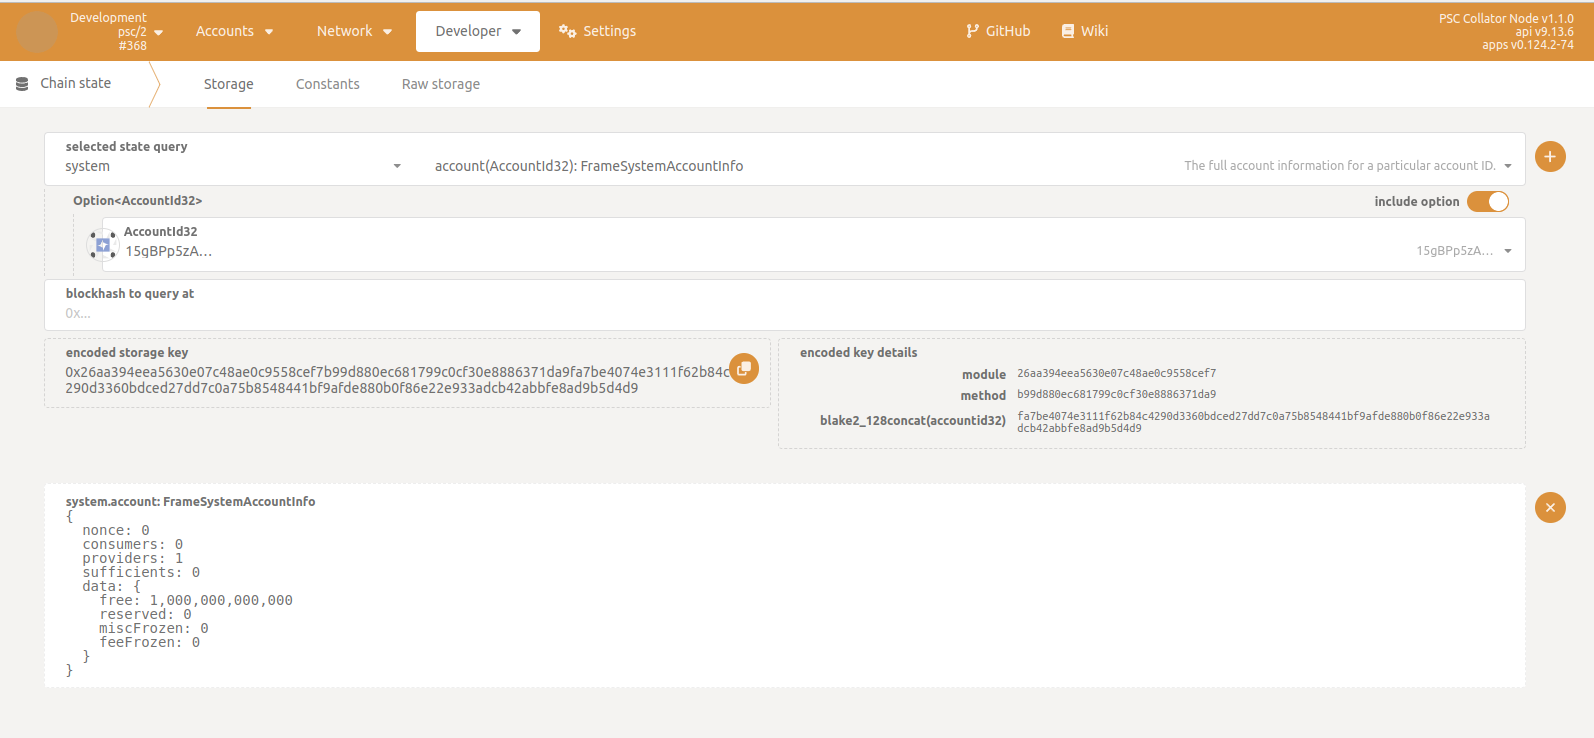 Development
psc/2
#368
Accounts
Network
Developer
Settings
GitHub
Wiki
PSC Collator Node v1.1.0
api v9.13.6
apps v0.124.2-74
Chain state
Storage
Constants
Raw storage
selected state query
system
account(AccountId32): FrameSystemAccountInfo
The full account information for a particular account ID.
Option<AccountId32>
include option
AccountId32
15gBPp5zA...
15gBPp5zA...
blockhash to query at
0x...
encoded storage key
0x26aa394eea5630e07c48ae0c9558cef7b99d880ec681799c0cf30e8886371da9fa7be4074e3111f62b84c
290d3360bdced27dd7c0a75b8548441bf9afde880b0f86e22e933adcb42abbfe8ad9b5d4d9
encoded key details
module 26aa394eea5630e07c48ae0c9558cef7
method b99d880ec681799c0cf30e8886371da9
blake2_128concat(accountid32) fa7be4074e3111f62b84c4290d3360bdced27dd7c0a75b8548441bf9afde880b0f86e22e933a
dcb42abbfe8ad9b5d4d9
system.account: FrameSystemAccountInfo
{
nonce: 0
consumers: 0
providers: 1
sufficients: 0
data: {
free: 1,000,000,000,000
reserved: 0
miscFrozen: 0
feeFrozen: 0
}
}